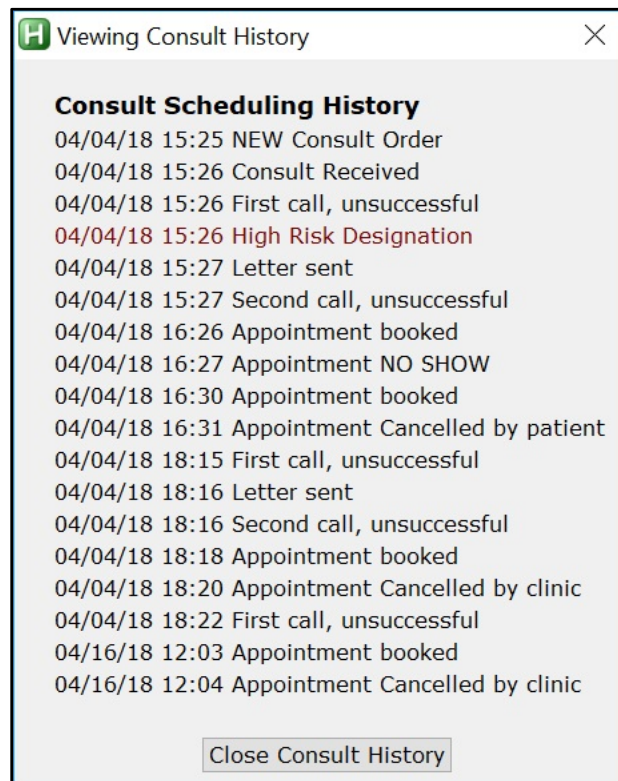 H Viewing Consult History
Consult Scheduling History
04/04/18 15:25 NEW Consult Order
04/04/18 15:26 Consult Received
04/04/18 15:26 First call, unsuccessful
04/04/18 15:26 High Risk Designation
04/04/18 15:27 Letter sent
04/04/18 15:27 Second call, unsuccessful
04/04/18 16:26 Appointment booked
04/04/18 16:27 Appointment NO SHOW
04/04/18 16:30 Appointment booked
04/04/18 16:31 Appointment Cancelled by patient
04/04/18 18:15 First call, unsuccessful
04/04/18 18:16 Letter sent
04/04/18 18:16 Second call, unsuccessful
04/04/18 18:18 Appointment booked
04/04/18 18:20 Appointment Cancelled by clinic
04/04/18 18:22 First call, unsuccessful
04/16/18 12:03 Appointment booked
04/16/18 12:04 Appointment Cancelled by clinic
Close Consult History